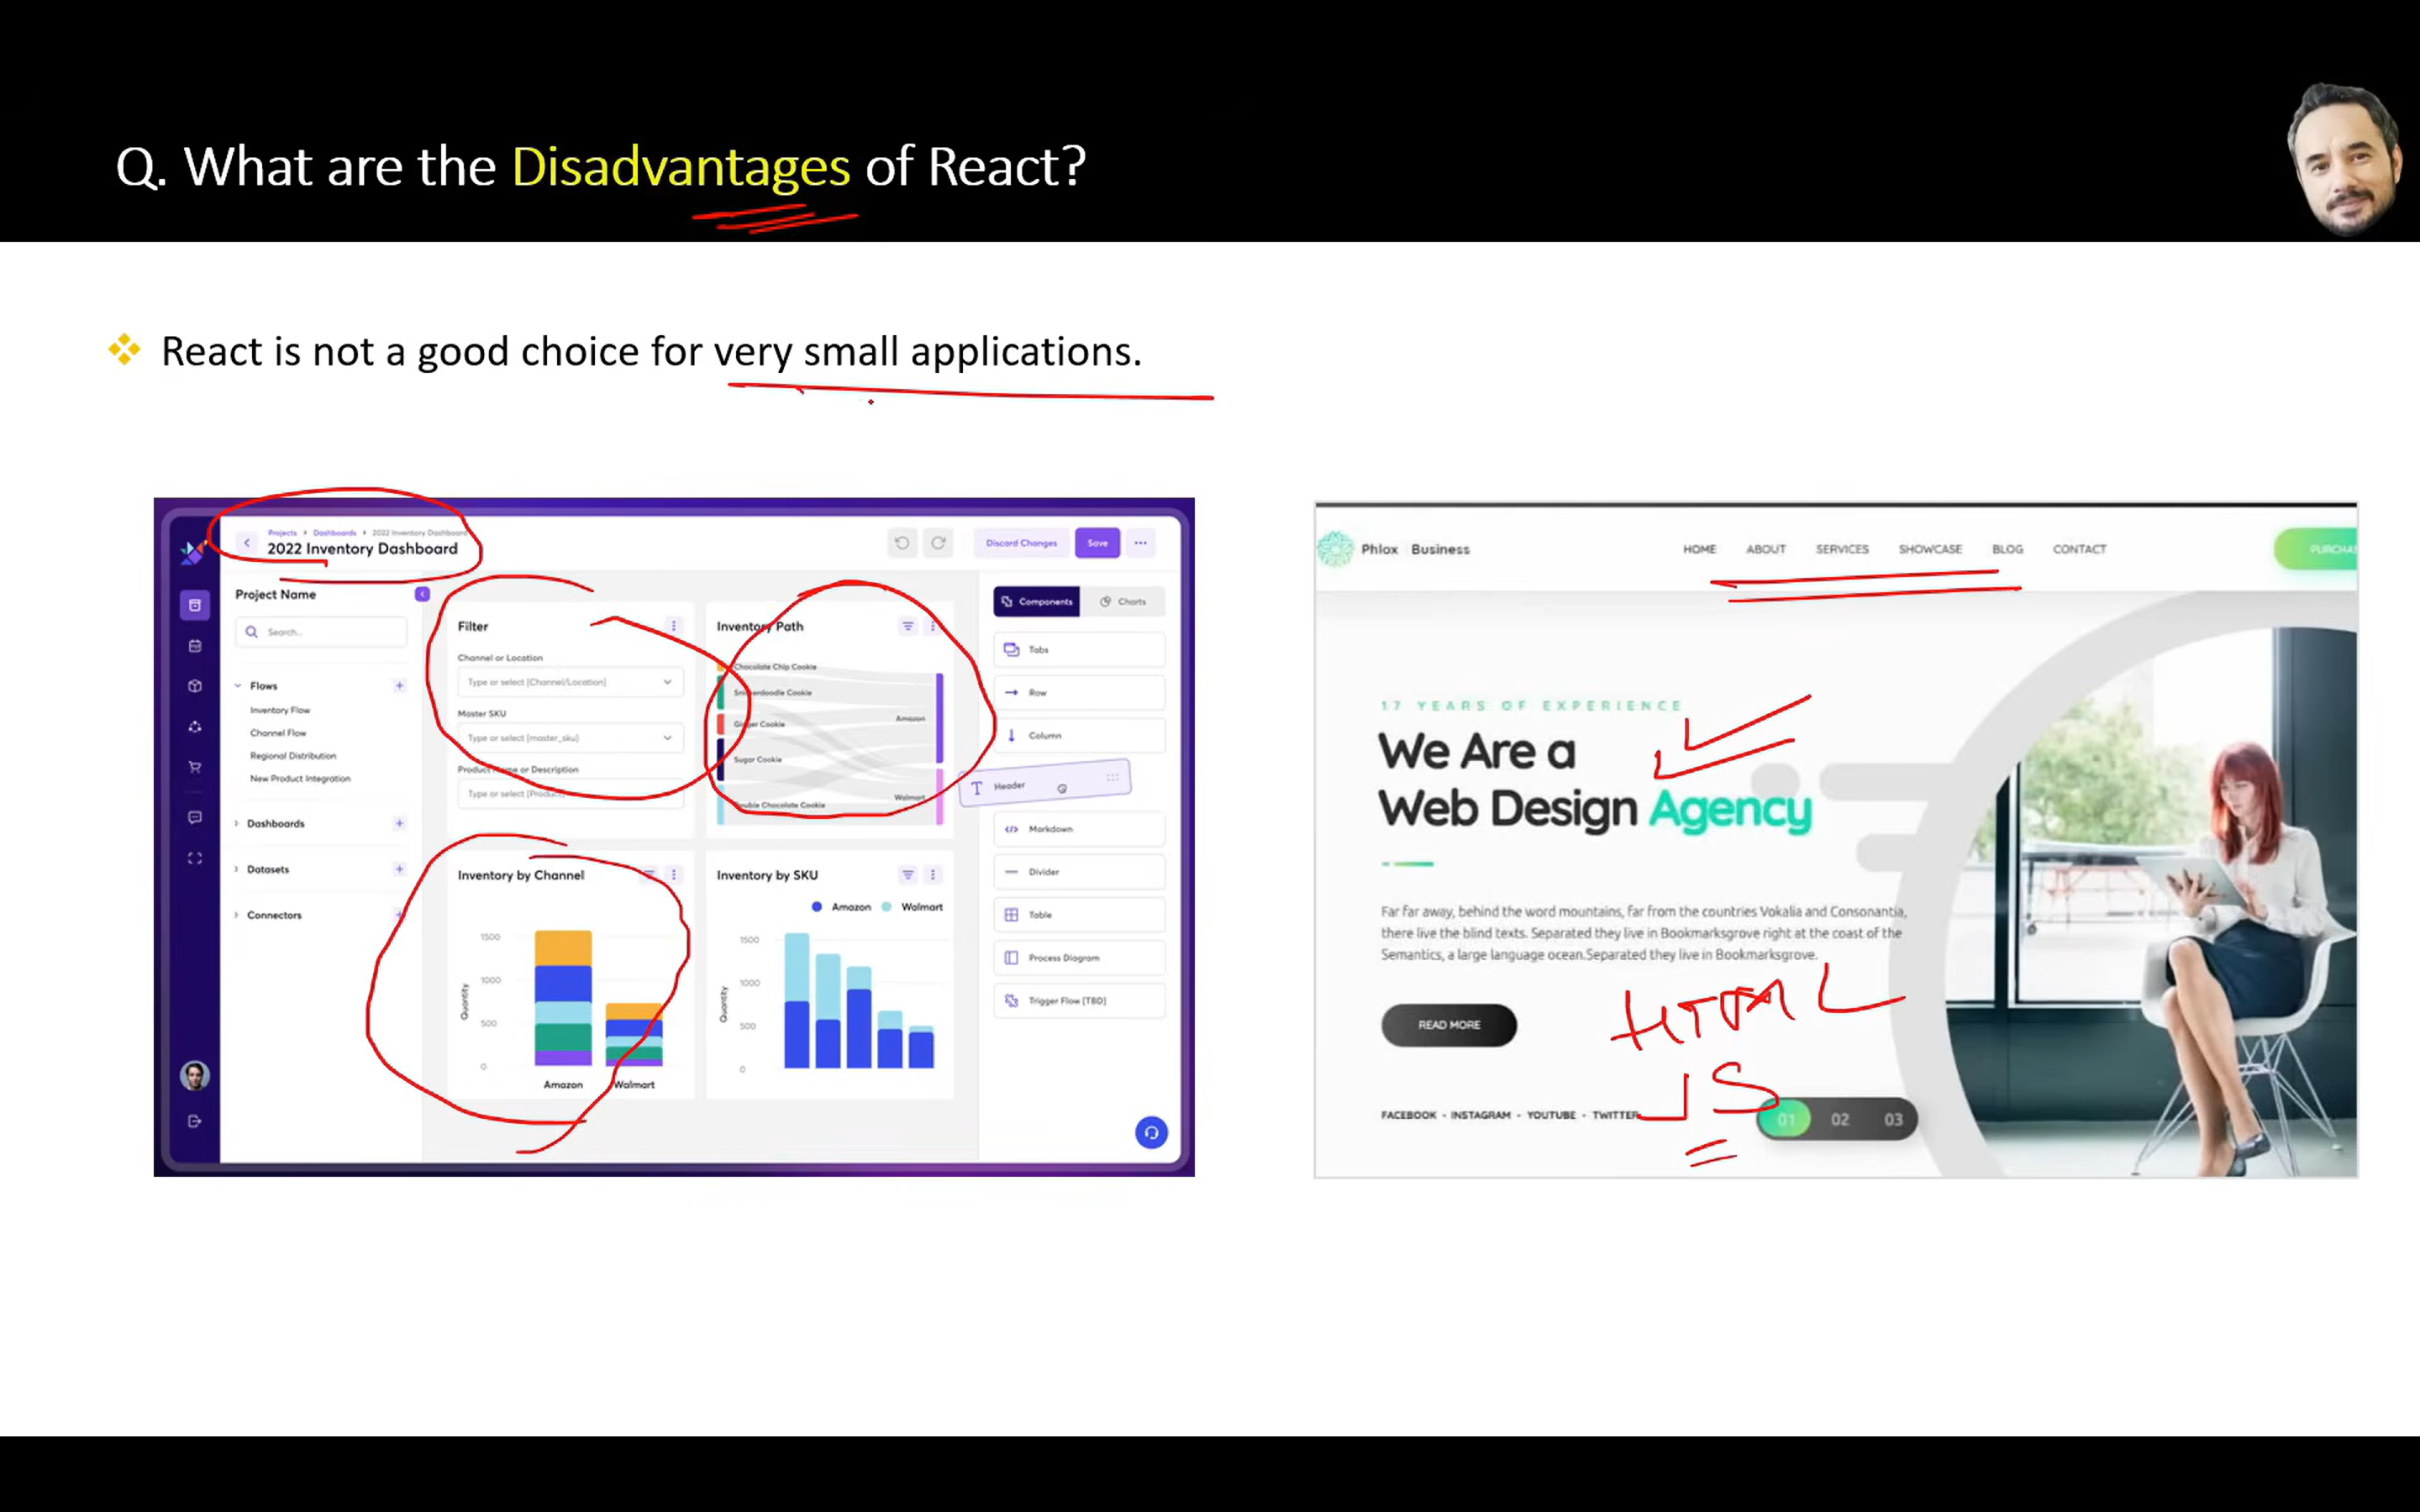 Q. What are the Disadvantages of React?
React is not a good choice for very small applications.
Projects › Dashboards › 2022 Inventory Dashboard
2022 Inventory Dashboard
Discard Changes
Save
Project Name
Search...
Flows
Inventory Flow
Channel Flow
Regional Distribution
New Product Integration
Dashboards
Datasets
Connectors
Filter
Channel or Location
Type or select [Channel/Location]
Master SKU
Type or select [master_sku]
Product Name or Description
Type or select [Product
Inventory Path
Chocolate Chip Cookie
Snickerdoodle Cookie
Ginger Cookie
Sugar Cookie
Double Chocolate Cookie
Amazon
Walmart
Inventory by Channel
Quantity
1500
1000
500
0
Amazon Walmart
Inventory by SKU
Amazon Walmart
Quantity
1500
1000
500
0
Components Charts
Tabs
Row
Column
Header
Markdown
Divider
Table
Process Diagram
Trigger Flow [TBD]
Phlox Business
HOME ABOUT SERVICES SHOWCASE BLOG CONTACT
PURCHA
17 YEARS OF EXPERIENCE
We Are a
Web Design Agency
Far far away, behind the word mountains, far from the countries Vokalia and Consonantia,
there live the blind texts. Separated they live in Bookmarksgrove right at the coast of the
Semantics, a large language ocean.Separated they live in Bookmarksgrove.
READ MORE
HTML
JS
FACEBOOK - INSTAGRAM - YOUTUBE - TWITTER
01 02 03